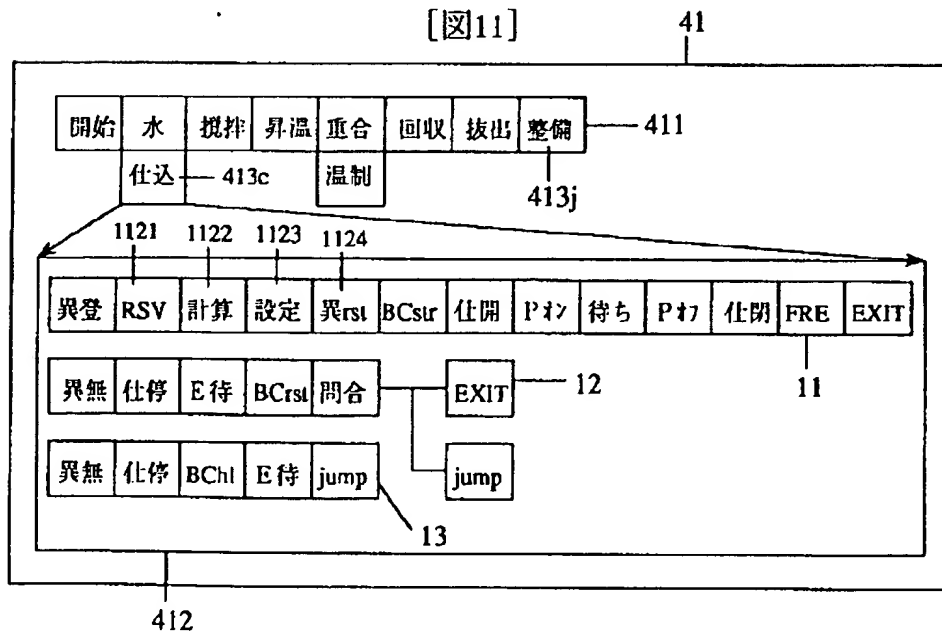 [図11]
41
開始 水 撹拌 昇温 重合 回収 抜出 整備
411
仕込 温制
413c
413j
1121 1122 1123 1124
異登 RSV 計算 設定 異rst BCstr 仕開 Pオン 待ち Pオフ 仕閉 FRE EXIT
11
異無 仕停 E待 BCrst 問合 EXIT
12
異無 仕停 BChl E待 jump jump
13
412